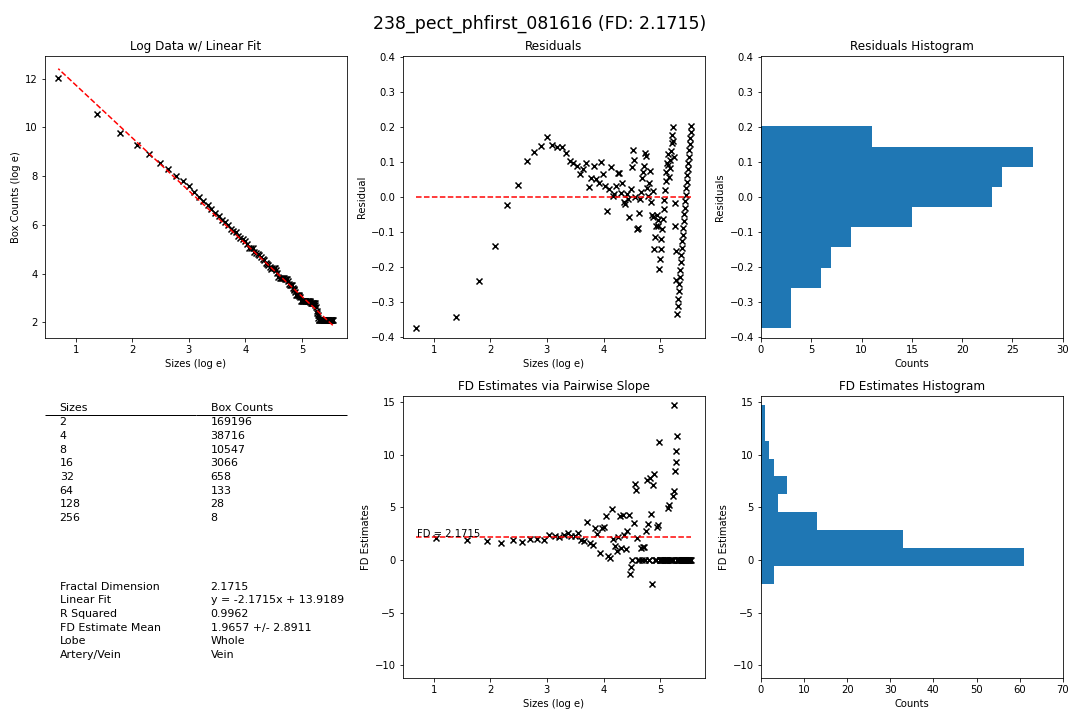 238_pect_phfirst_081616 (FD: 2.1715)
Log Data w/ Linear Fit
Box Counts (log e)
12
10
8
6
4
2
1 2 3 4 5
Sizes (log e)
Residuals
Residual
0.4
0.3
0.2
0.1
0.0
−0.1
−0.2
−0.3
−0.4
1 2 3 4 5
Sizes (log e)
Residuals Histogram
Residuals
0.4
0.3
0.2
0.1
0.0
−0.1
−0.2
−0.3
−0.4
0 5 10 15 20 25 30
Counts
Sizes Box Counts
2 169196
4 38716
8 10547
16 3066
32 658
64 133
128 28
256 8
Fractal Dimension 2.1715
Linear Fit y = -2.1715x + 13.9189
R Squared 0.9962
FD Estimate Mean 1.9657 +/- 2.8911
Lobe Whole
Artery/Vein Vein
FD Estimates via Pairwise Slope
FD Estimates
15
10
5
0
−5
−10
FD = 2.1715
1 2 3 4 5
Sizes (log e)
FD Estimates Histogram
FD Estimates
15
10
5
0
−5
−10
0 10 20 30 40 50 60 70
Counts